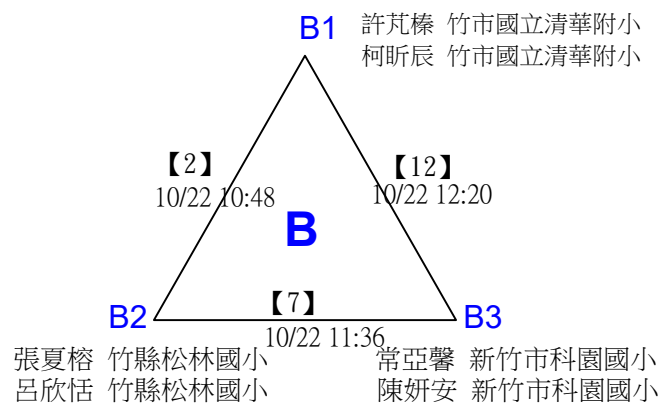 B1
許芃榛 竹市國立清華附小
柯昕辰 竹市國立清華附小
【2】
10/22 10:48
【12】
10/22 12:20
B
【7】
10/22 11:36
B2
B3
張夏榕 竹縣松林國小
呂欣恬 竹縣松林國小
常亞馨 新竹市科園國小
陳妍安 新竹市科園國小